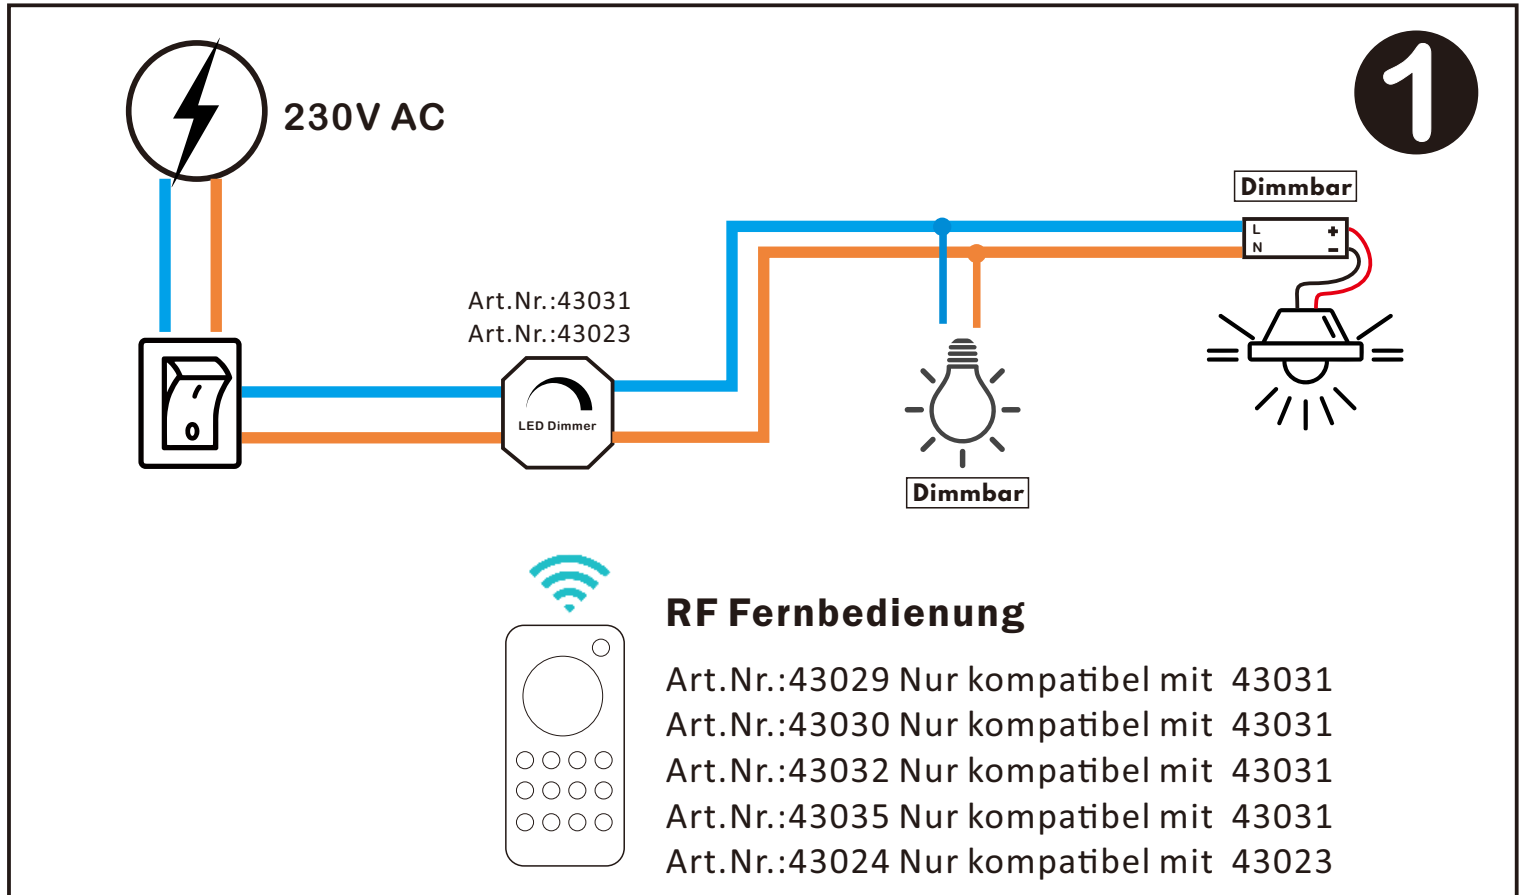 1
230V AC
Dimmbar
L +
N -
Art.Nr.:43031
Art.Nr.:43023
LED Dimmer
0
Dimmbar
RF Fernbedienung
Art.Nr.:43029 Nur kompatibel mit 43031
Art.Nr.:43030 Nur kompatibel mit 43031
Art.Nr.:43032 Nur kompatibel mit 43031
Art.Nr.:43035 Nur kompatibel mit 43031
Art.Nr.:43024 Nur kompatibel mit 43023